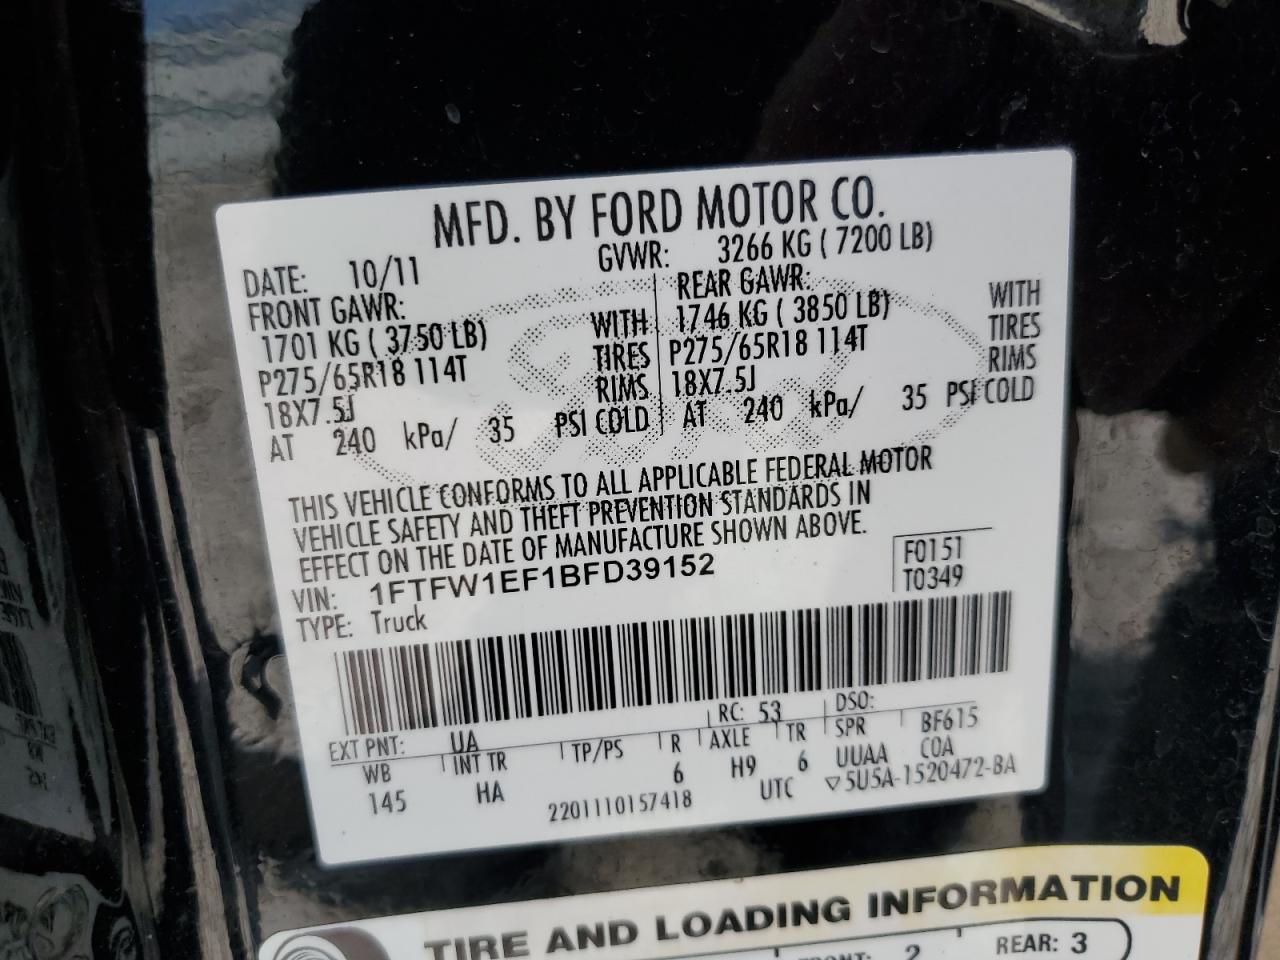 MFD. BY FORD MOTOR CO.
DATE: 10/11 GVWR: 3266 KG ( 7200 LB)
FRONT GAWR: REAR GAWR:
1701 KG ( 3750 LB) WITH 1746 KG ( 3850 LB) WITH
P275/65R18 114T TIRES P275/65R18 114T TIRES
18X7.5J RIMS 18X7.5J RIMS
AT 240 kPa/ 35 PSI COLD AT 240 kPa/ 35 PSI COLD
THIS VEHICLE CONFORMS TO ALL APPLICABLE FEDERAL MOTOR
VEHICLE SAFETY AND THEFT PREVENTION STANDARDS IN
EFFECT ON THE DATE OF MANUFACTURE SHOWN ABOVE.
VIN: 1FTFW1EF1BFD39152 F0151
TYPE: Truck T0349
EXT PNT: UA RC: 53 DSO:
WB INT TR TP/PS R AXLE TR SPR BF615
145 HA 6 H9 6 UUAA COA
2201110157418 UTC ▽5U5A-1520472-BA
TIRE AND LOADING INFORMATION
FRONT: 2 REAR: 3